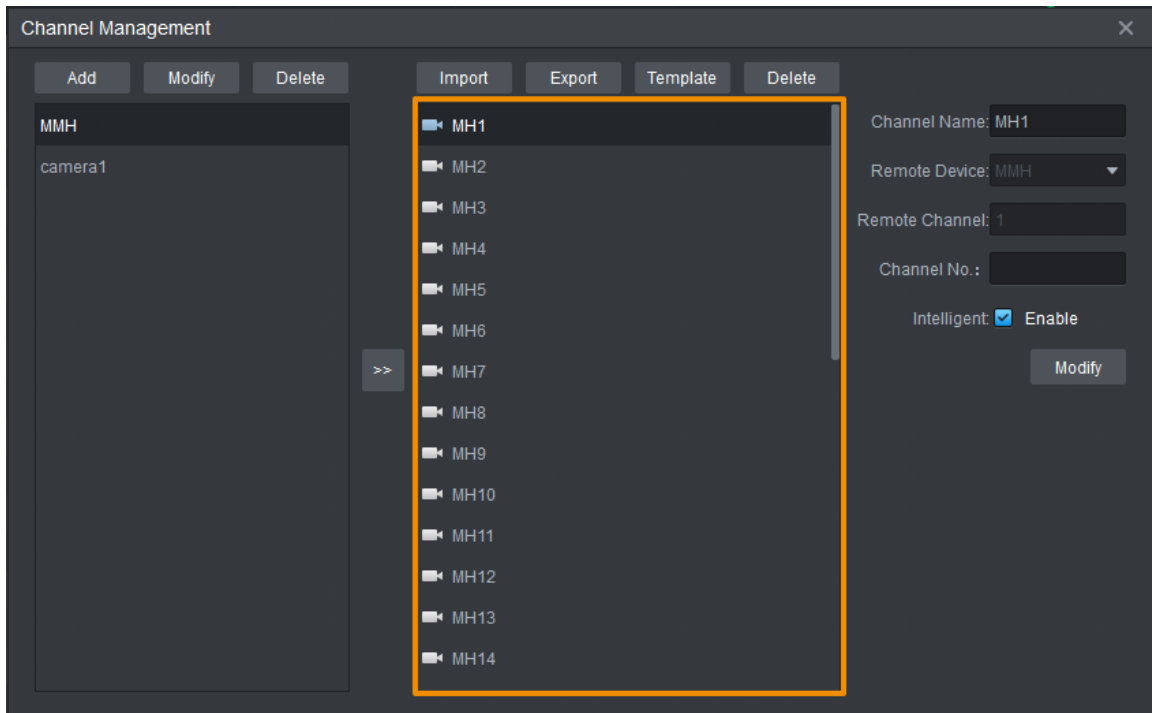 Channel Management
Add Modify Delete Import Export Template Delete
MMH
camera1
>>
MH1
MH2
MH3
MH4
MH5
MH6
MH7
MH8
MH9
MH10
MH11
MH12
MH13
MH14
Channel Name: MH1
Remote Device: MMH
Remote Channel: 1
Channel No.:
Intelligent: Enable
Modify